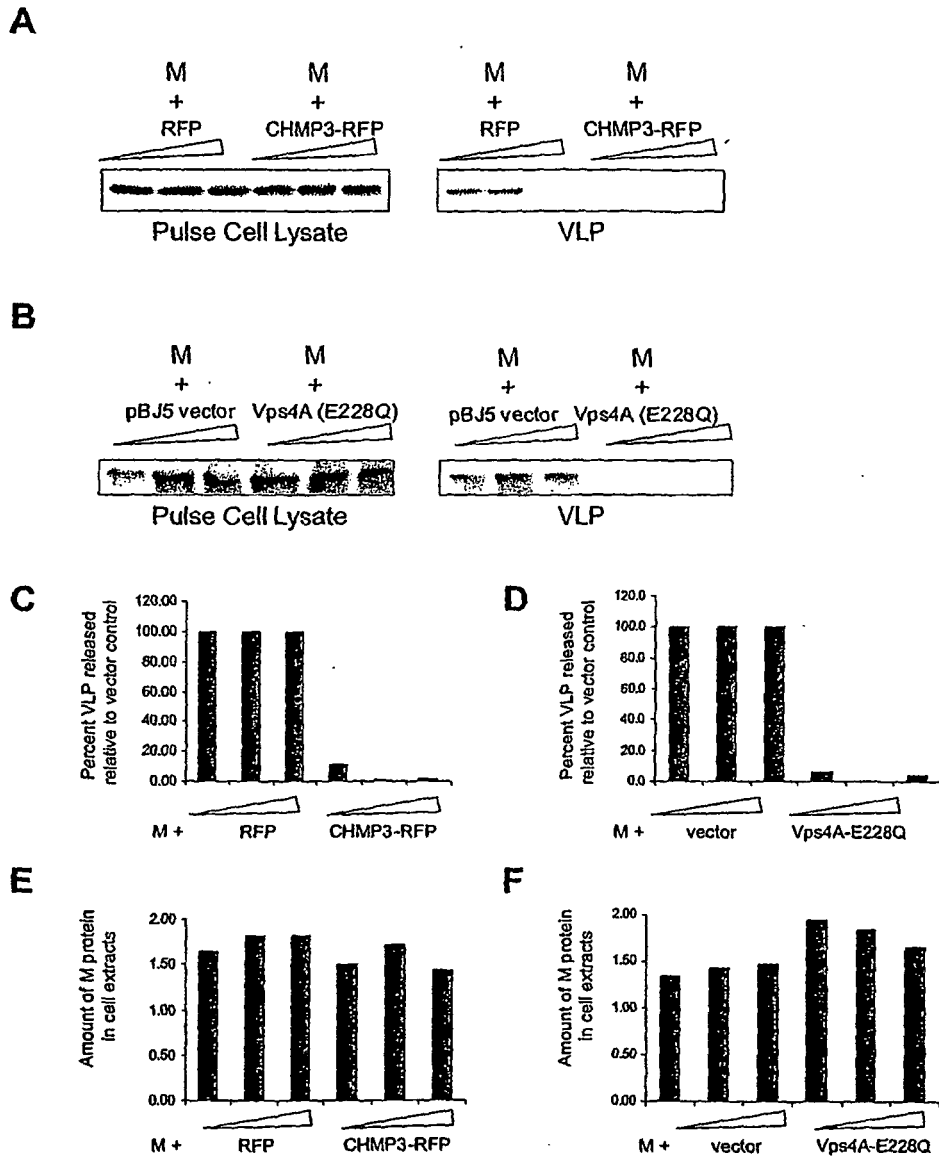 A
M M M M
+ + + +
RFP CHMP3-RFP RFP CHMP3-RFP
Pulse Cell Lysate VLP
B
M M M M
+ + + +
pBJ5 vector Vps4A (E228Q) pBJ5 vector Vps4A (E228Q)
Pulse Cell Lysate VLP
C
Percent VLP released
relative to vector control
120.00
100.00
80.00
60.00
40.00
20.00
0.00
M + RFP CHMP3-RFP
D
Percent VLP released
relative to vector control
120.0
100.0
80.0
60.0
40.0
20.0
0.0
M + vector Vps4A-E228Q
E
Amount of M protein
in cell extracts
2.00
1.50
1.00
0.50
0.00
M + RFP CHMP3-RFP
F
Amount of M protein
in cell extracts
2.00
1.50
1.00
0.50
0.00
M + vector Vps4A-E228Q